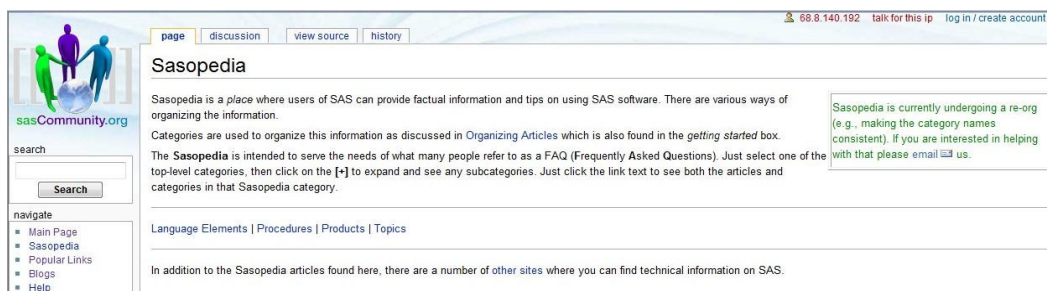 68.8.140.192 talk for this ip log in / create account
page discussion view source history
sasCommunity.org
search
Search
navigate
Main Page
Sasopedia
Popular Links
Blogs
Help
Sasopedia
Sasopedia is a place where users of SAS can provide factual information and tips on using SAS software. There are various ways of
organizing the information.
Categories are used to organize this information as discussed in Organizing Articles which is also found in the getting started box.
The Sasopedia is intended to serve the needs of what many people refer to as a FAQ (Frequently Asked Questions). Just select one of the
top-level categories, then click on the [+] to expand and see any subcategories. Just click the link text to see both the articles and
categories in that Sasopedia category.
Sasopedia is currently undergoing a re-org
(e.g., making the category names
consistent). If you are interested in helping
with that please email us.
Language Elements | Procedures | Products | Topics
In addition to the Sasopedia articles found here, there are a number of other sites where you can find technical information on SAS.